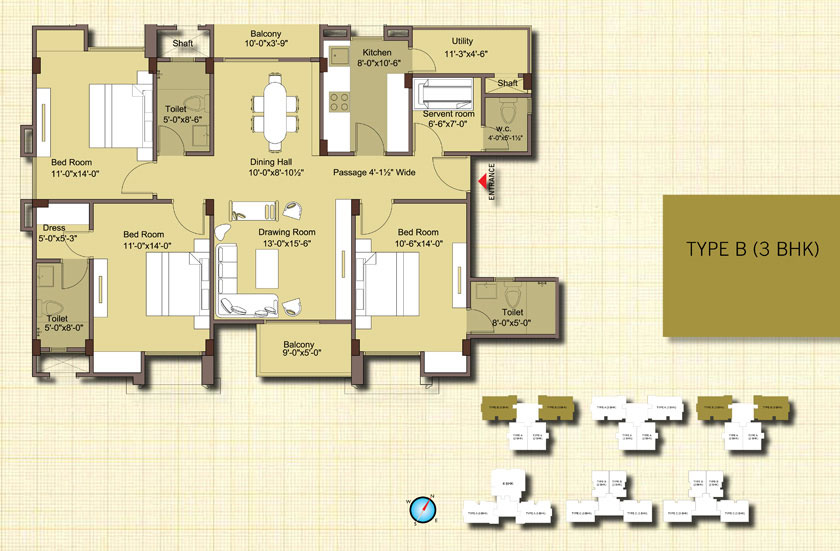 Balcony
10'-0"x3'-9"
Shaft
Kitchen
8'-0"x10'-6"
Utility
11'-3"x4'-6"
Shaft
Toilet
5'-0"x8'-6"
Servent room
6'-6"x7'-0"
w.c.
4'-0"x5'-1½"
Bed Room
11'-0"x14'-0"
Dining Hall
10'-0"x8'-10½"
Passage 4'-1½" Wide
ENTRANCE
Dress
5'-0"x5'-3"
Bed Room
11'-0"x14'-0"
Drawing Room
13'-0"x15'-6"
Bed Room
10'-6"x14'-0"
TYPE B (3 BHK)
Toilet
5'-0"x8'-0"
Toilet
8'-0"x5'-0"
Balcony
9'-0"x5'-0"
N
W
E
S